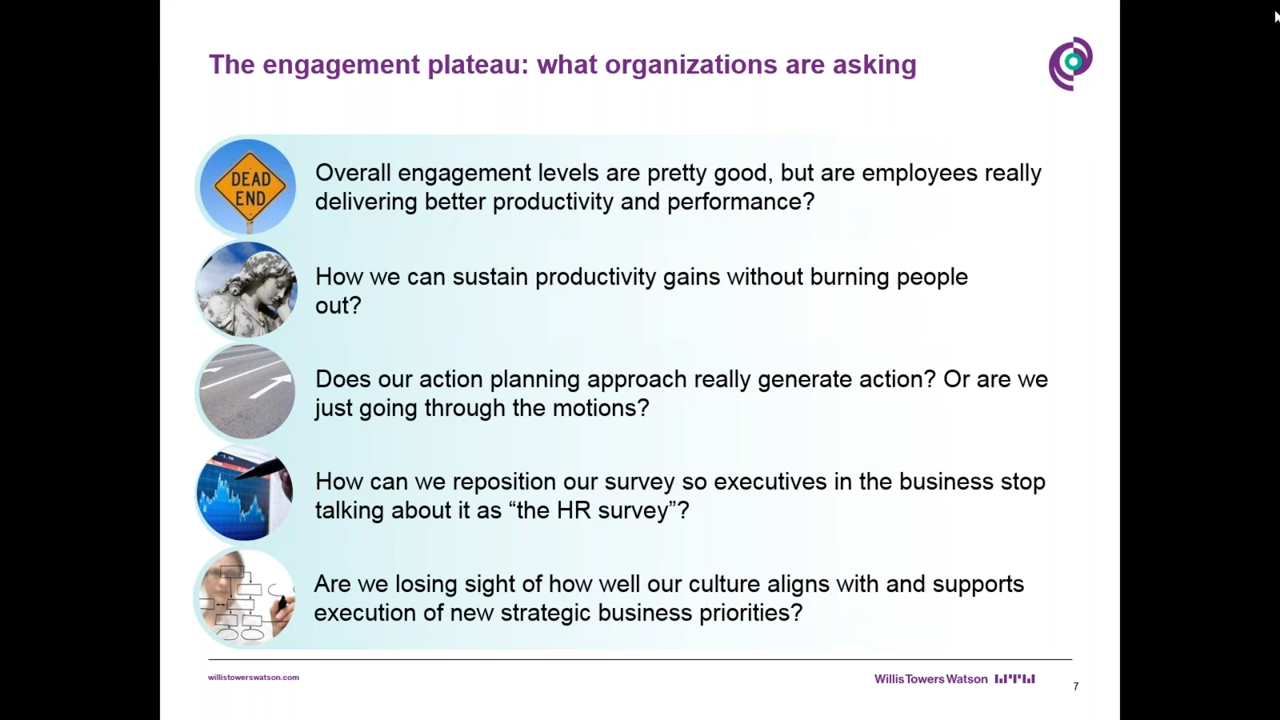 The engagement plateau: what organizations are asking
DEAD
END
Overall engagement levels are pretty good, but are employees really
delivering better productivity and performance?
How we can sustain productivity gains without burning people
out?
Does our action planning approach really generate action? Or are we
just going through the motions?
How can we reposition our survey so executives in the business stop
talking about it as “the HR survey”?
Are we losing sight of how well our culture aligns with and supports
execution of new strategic business priorities?
willistowerswatson.com
WillisTowersWatson
7